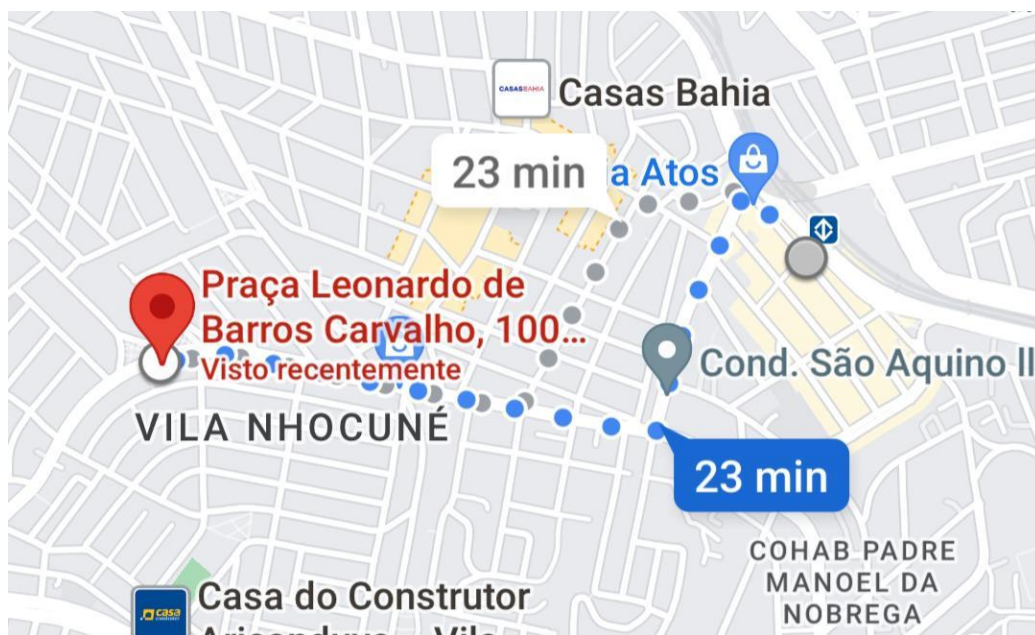 CASASBAHIA
Casas Bahia
23 min
a Atos
Praça Leonardo de
Barros Carvalho, 100...
Visto recentemente
Cond. São Aquino II
VILA NHOCUNÉ
23 min
COHAB PADRE
MANOEL DA
NOBREGA
casa
Casa do Construtor